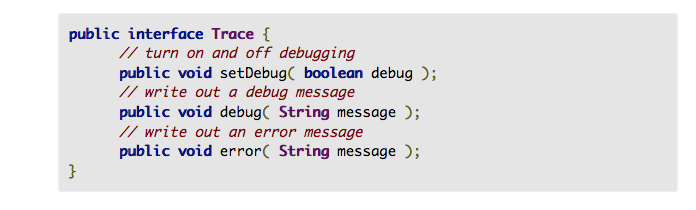 public interface Trace {
// turn on and off debugging
public void setDebug( boolean debug );
// write out a debug message
public void debug( String message );
// write out an error message
public void error( String message );
}